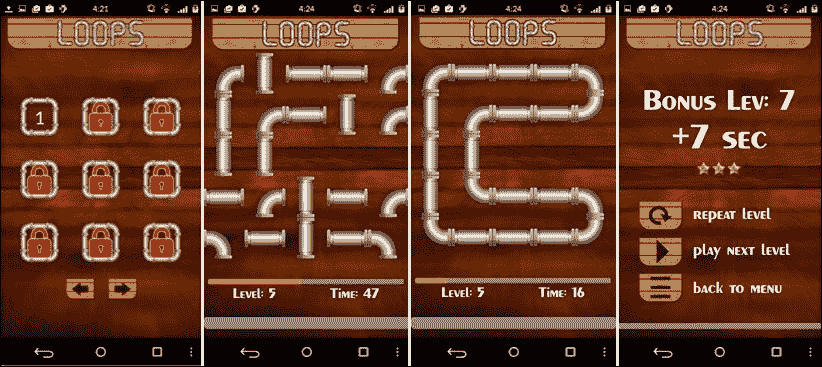 4:21
LOOPS
1
4:24
LOOPS
Level: 5 Time: 47
4:24
LOOPS
Level: 5 Time: 16
4:24
LOOPS
Bonus Lev: 7
+7 sec
repeat level
play next level
back to menu